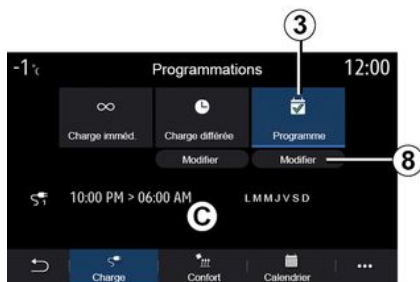 3
-1°c Programmations 12:00
Charge imméd. Charge différée Programme
Modifier Modifier 8
10:00 PM > 06:00 AM LMMJVSD
C
Charge Confort Calendrier